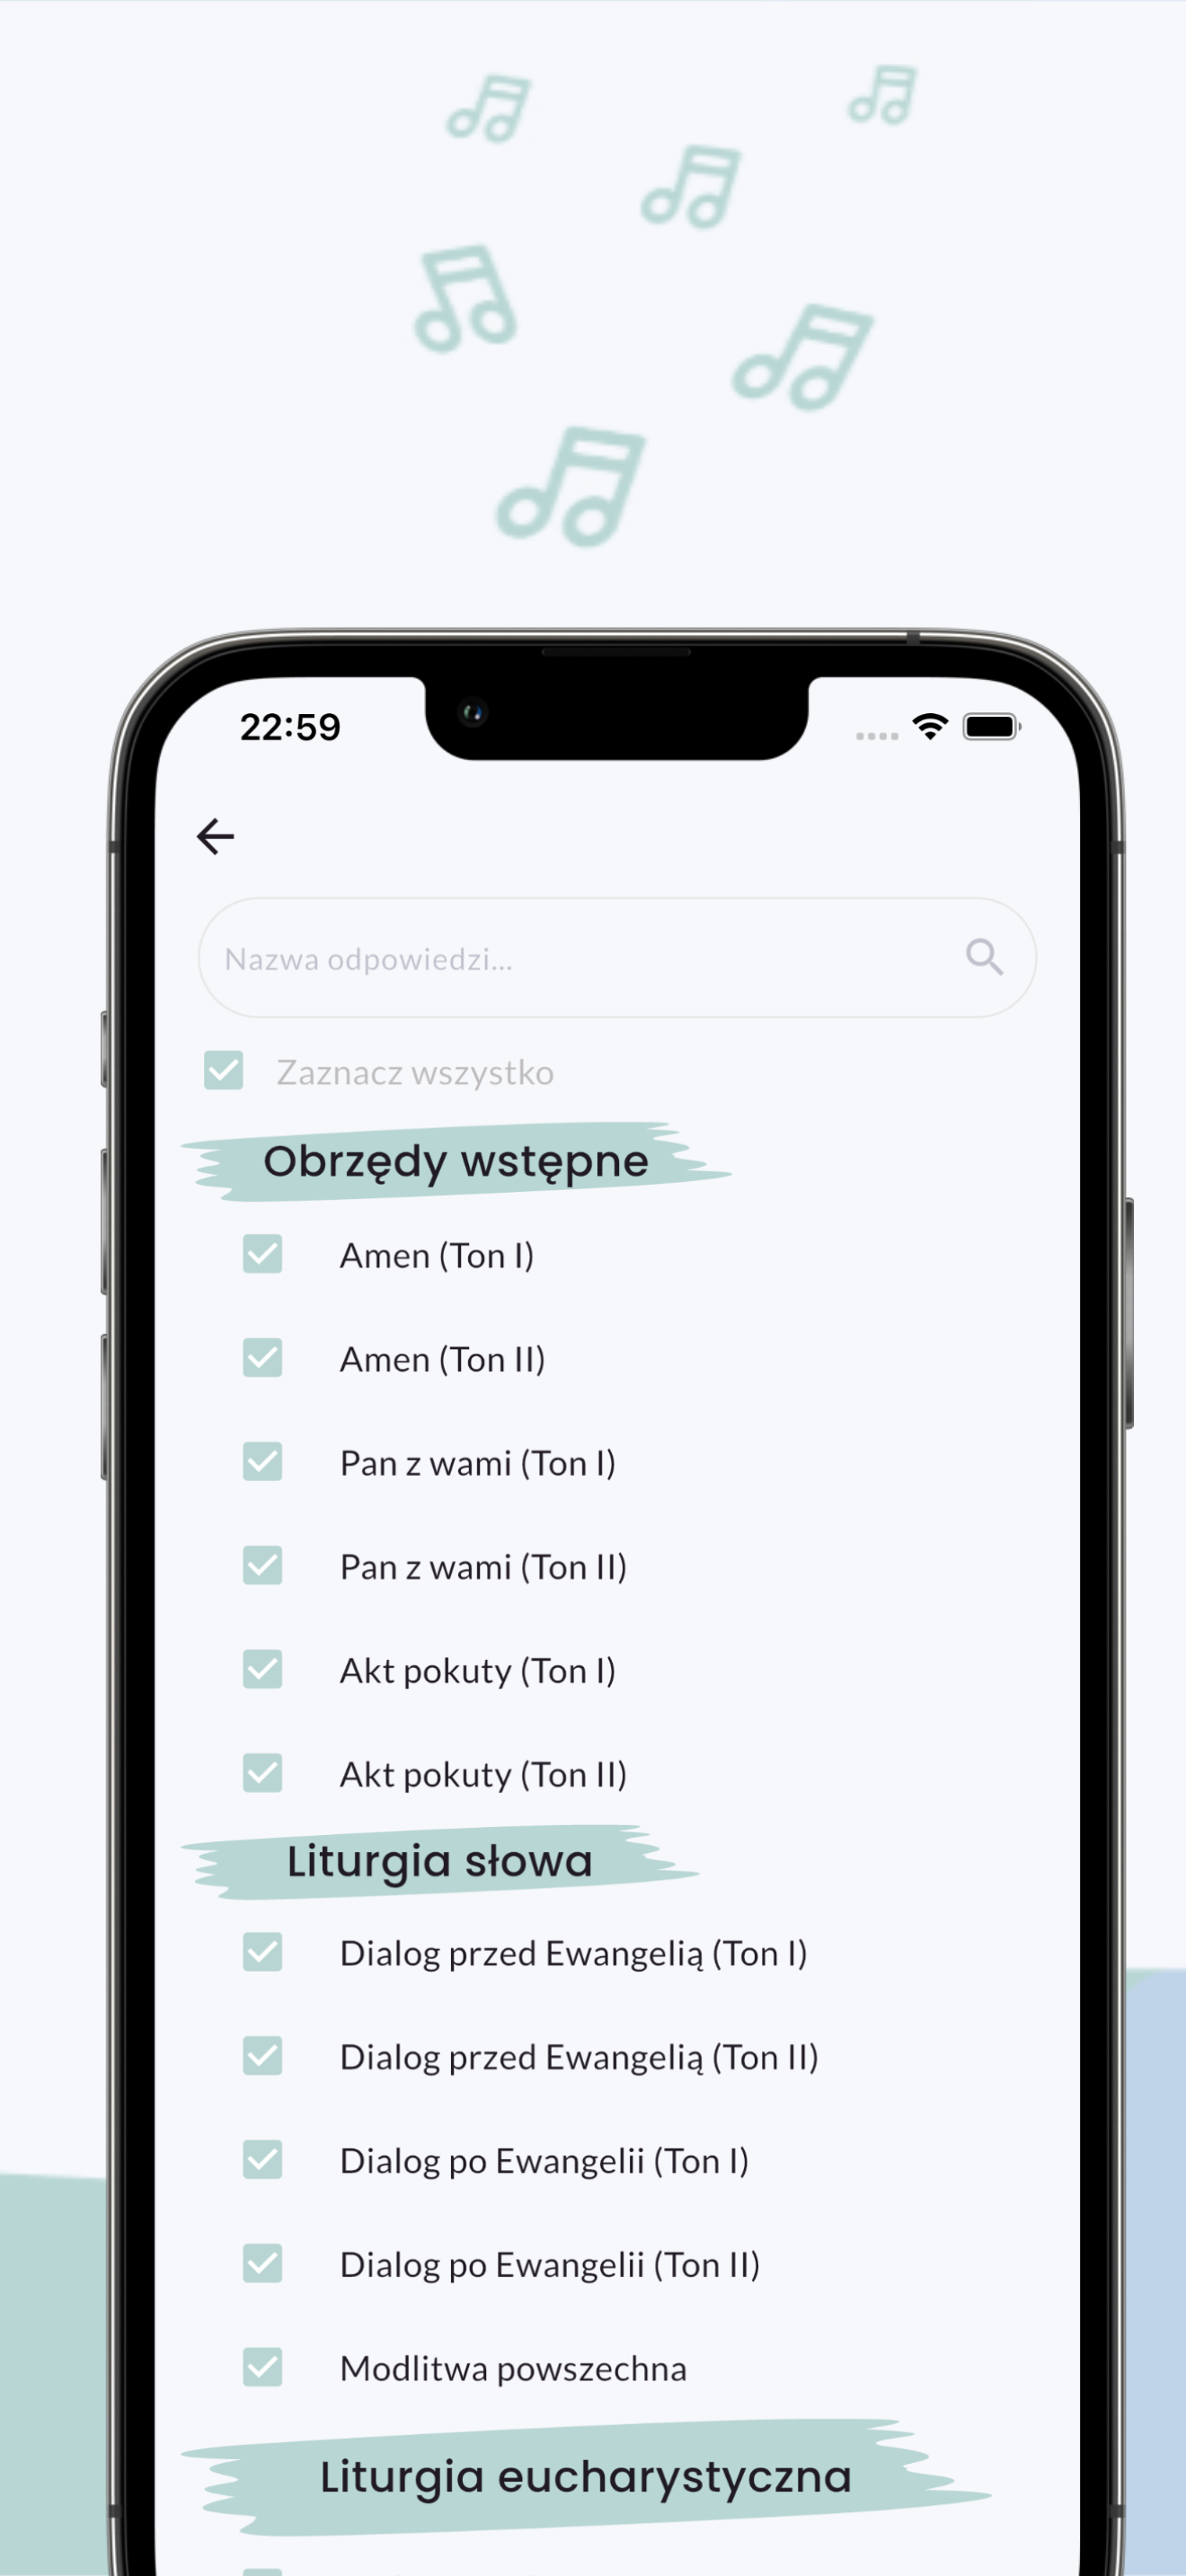 22:59
Nazwa odpowiedzi...
Zaznacz wszystko
Obrzędy wstępne
Amen (Ton I)
Amen (Ton II)
Pan z wami (Ton I)
Pan z wami (Ton II)
Akt pokuty (Ton I)
Akt pokuty (Ton II)
Liturgia słowa
Dialog przed Ewangelią (Ton I)
Dialog przed Ewangelią (Ton II)
Dialog po Ewangelii (Ton I)
Dialog po Ewangelii (Ton II)
Modlitwa powszechna
Liturgia eucharystyczna